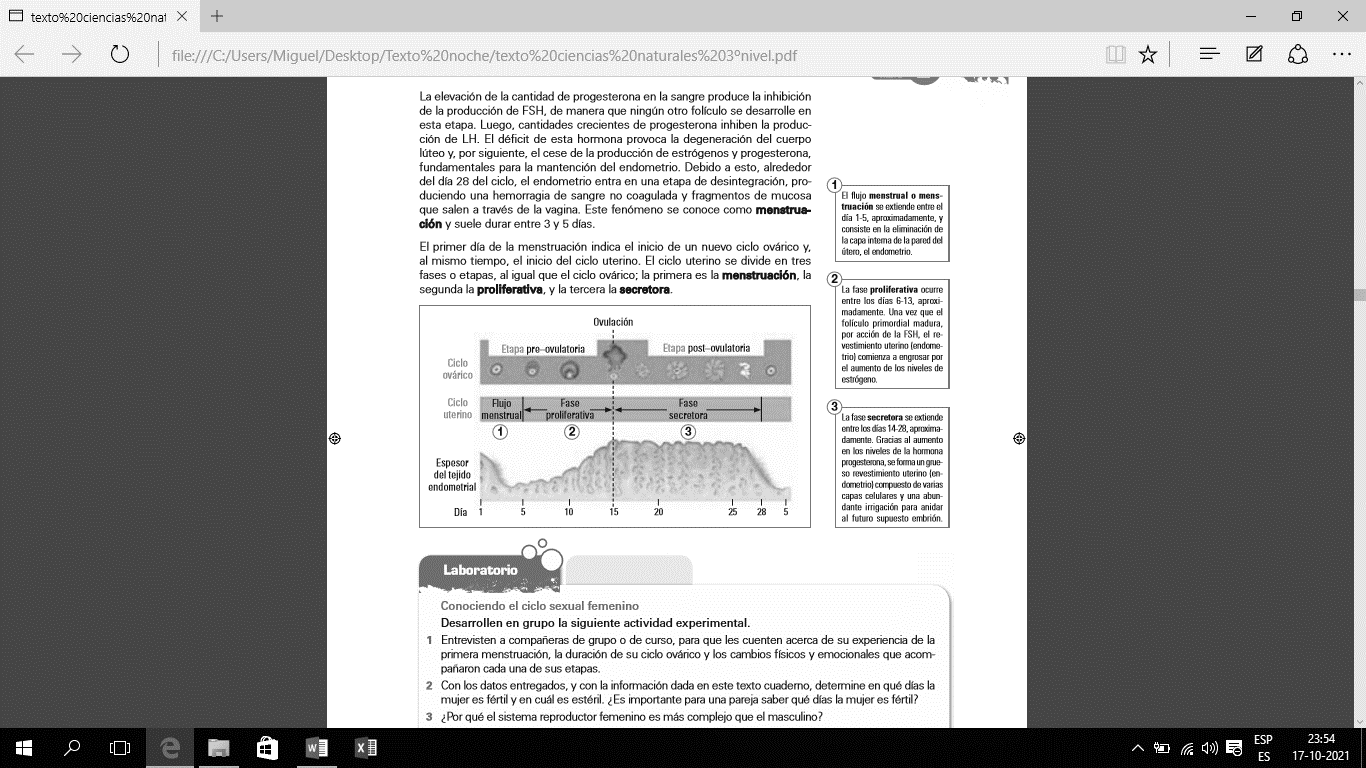 texto%20ciencias%20nat
file:///C:/Users/Miguel/Desktop/Texto%20noche/texto%20ciencias%20naturales%203ºnivel.pdf
La elevación de la cantidad de progesterona en la sangre produce la inhibición
de la producción de FSH, de manera que ningún otro folículo se desarrolle en
esta etapa. Luego, cantidades crecientes de progesterona inhiben la produc-
ción de LH. El déficit de esta hormona provoca la degeneración del cuerpo
lúteo y, por siguiente, el cese de la producción de estrógenos y progesterona,
fundamentales para la mantención del endometrio. Debido a esto, alrededor
del día 28 del ciclo, el endometrio entra en una etapa de desintegración, pro-
duciendo una hemorragia de sangre no coagulada y fragmentos de mucosa
que salen a través de la vagina. Este fenómeno se conoce como menstrua-
ción y suele durar entre 3 y 5 días.
El primer día de la menstruación indica el inicio de un nuevo ciclo ovárico y,
al mismo tiempo, el inicio del ciclo uterino. El ciclo uterino se divide en tres
fases o etapas, al igual que el ciclo ovárico; la primera es la menstruación, la
segunda la proliferativa, y la tercera la secretora.
1
El flujo menstrual o mens-
truación se extiende entre el
día 1-5, aproximadamente, y
consiste en la eliminación de
la capa interna de la pared del
útero, el endometrio.
2
La fase proliferativa ocurre
entre los días 6-13, aproxi-
madamente. Una vez que el
folículo primordial madura,
por acción de la FSH, el re-
vestimiento uterino (endome-
trio) comienza a engrosar por
el aumento de los niveles de
estrógeno.
3
La fase secretora se extiende
entre los días 14-28, aproxima-
damente. Gracias al aumento
en los niveles de la hormona
progesterona, se forma un grue-
so revestimiento uterino (en-
dometrio) compuesto de varias
capas celulares y una abun-
dante irrigación para anidar
al futuro supuesto embrión.
Ovulación
Etapa pre-ovulatoria
Etapa post-ovulatoria
Ciclo
ovárico
Ciclo
uterino
Flujo
menstrual
Fase
proliferativa
Fase
secretora
1 2 3
Espesor
del tejido
endometrial
Día 1 5 10 15 20 25 28 5
Laboratorio
Conociendo el ciclo sexual femenino
Desarrollen en grupo la siguiente actividad experimental.
1 Entrevisten a compañeras de grupo o de curso, para que les cuenten acerca de su experiencia de la
primera menstruación, la duración de su ciclo ovárico y los cambios físicos y emocionales que acom-
pañaron cada una de sus etapas.
2 Con los datos entregados, y con la información dada en este texto cuaderno, determine en qué días la
mujer es fértil y en cuál es estéril. ¿Es importante para una pareja saber qué días la mujer es fértil?
3 ¿Por qué el sistema reproductor femenino es más complejo que el masculino?
ESP
ES
23:54
17-10-2021